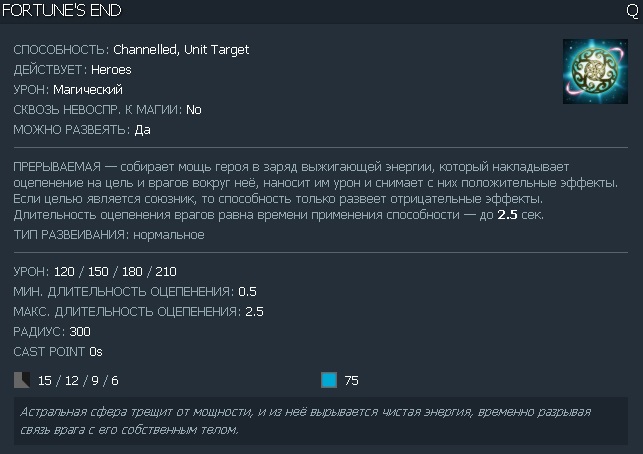 FORTUNE'S END Q
СПОСОБНОСТЬ: Channelled, Unit Target
ДЕЙСТВУЕТ: Heroes
УРОН: Магический
СКВОЗЬ НЕВОСПР. К МАГИИ: No
МОЖНО РАЗВЕЯТЬ: Да
ПРЕРЫВАЕМАЯ — собирает мощь героя в заряд выжигающей энергии, который накладывает
оцепенение на цель и врагов вокруг неё, наносит им урон и снимает с них положительные эффекты.
Если целью является союзник, то способность только развеет отрицательные эффекты.
Длительность оцепенения врагов равна времени применения способности — до 2.5 сек.
ТИП РАЗВЕИВАНИЯ: нормальное
УРОН: 120 / 150 / 180 / 210
МИН. ДЛИТЕЛЬНОСТЬ ОЦЕПЕНЕНИЯ: 0.5
МАКС. ДЛИТЕЛЬНОСТЬ ОЦЕПЕНЕНИЯ: 2.5
РАДИУС: 300
CAST POINT 0s
15 / 12 / 9 / 6 75
Астральная сфера трещит от мощности, и из неё вырывается чистая энергия, временно разрывая
связь врага с его собственным телом.